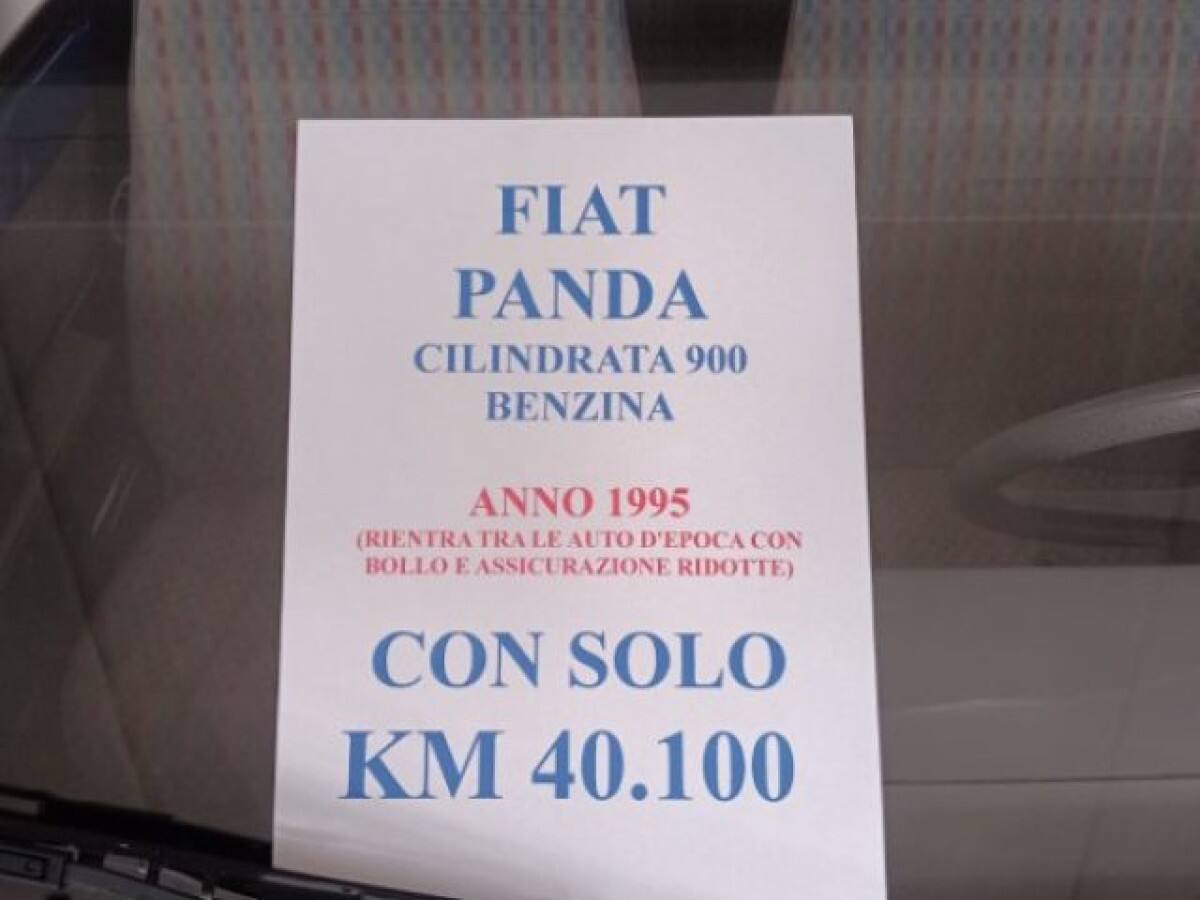 FIAT
PANDA
CILINDRATA 900
BENZINA
ANNO 1995
(RIENTRA TRA LE AUTO D'EPOCA CON
BOLLO E ASSICURAZIONE RIDOTTE)
CON SOLO
KM 40.100